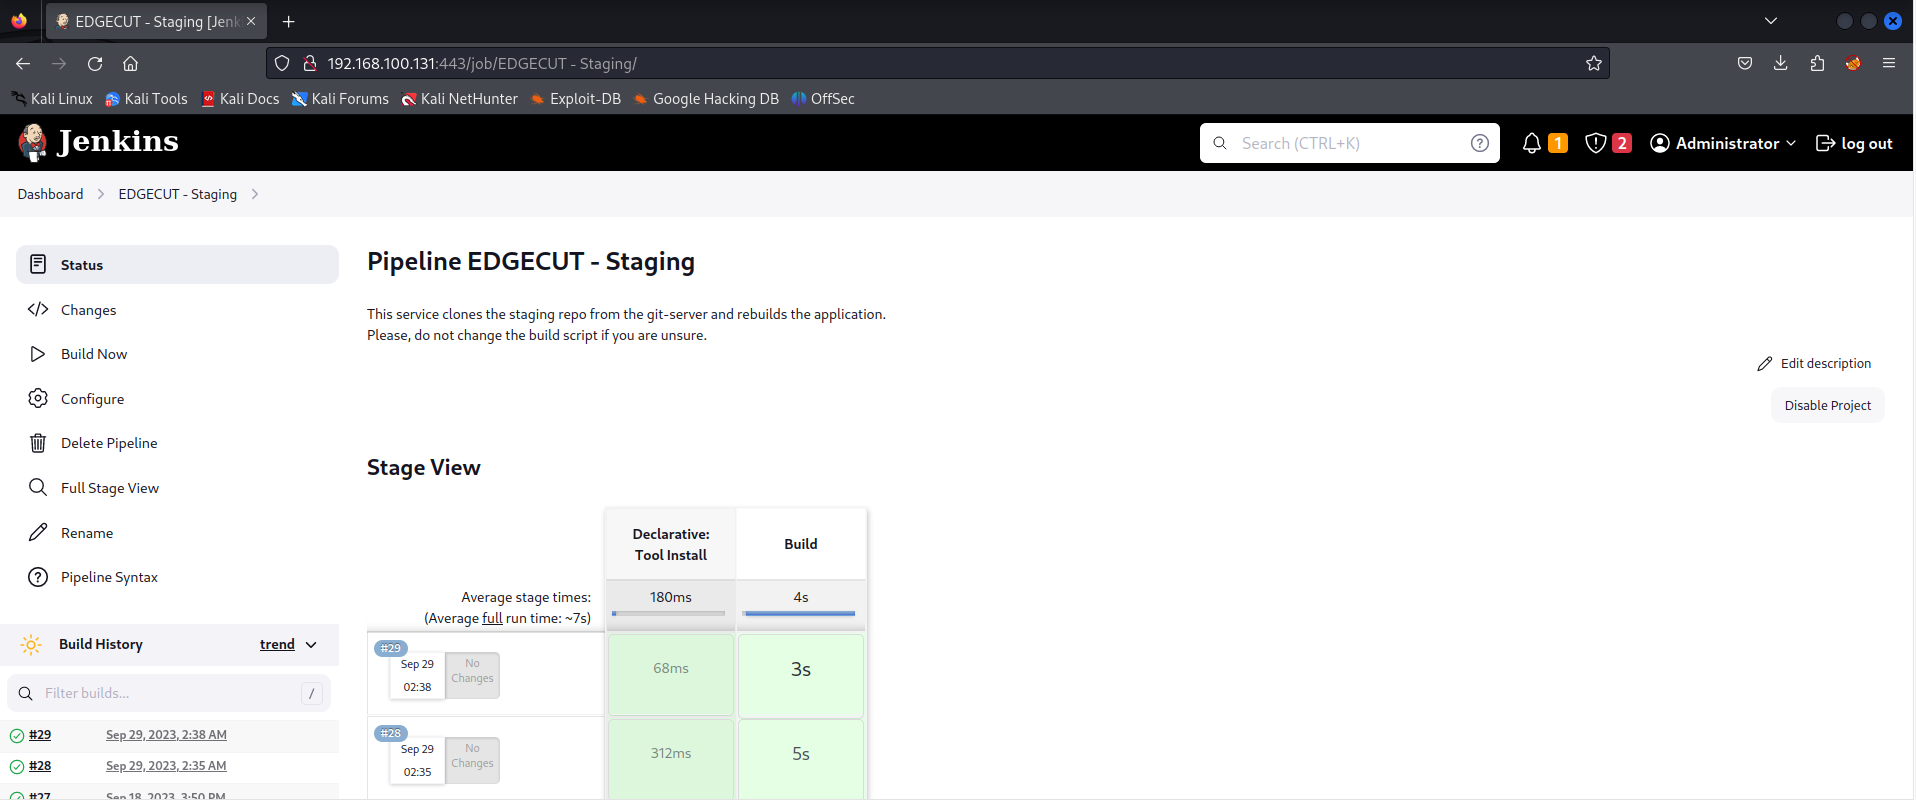 EDGECUT - Staging [Jenk
192.168.100.131:443/job/EDGECUT - Staging/
Kali Linux Kali Tools Kali Docs Kali Forums Kali NetHunter Exploit-DB Google Hacking DB OffSec
Jenkins
Search (CTRL+K)
1
2
Administrator
log out
Dashboard
EDGECUT - Staging
Status
Changes
Build Now
Configure
Delete Pipeline
Full Stage View
Rename
Pipeline Syntax
Build History
trend
Filter builds...
/
#29 Sep 29, 2023, 2:38 AM
#28 Sep 29, 2023, 2:35 AM
#27 Sep 18, 2023, 3:50 PM
Pipeline EDGECUT - Staging
This service clones the staging repo from the git-server and rebuilds the application.
Please, do not change the build script if you are unsure.
Edit description
Disable Project
Stage View
Declarative:
Tool Install
Build
Average stage times:
(Average full run time: ~7s)
180ms
4s
#29
Sep 29
02:38
No
Changes
68ms
3s
#28
Sep 29
02:35
No
Changes
312ms
5s